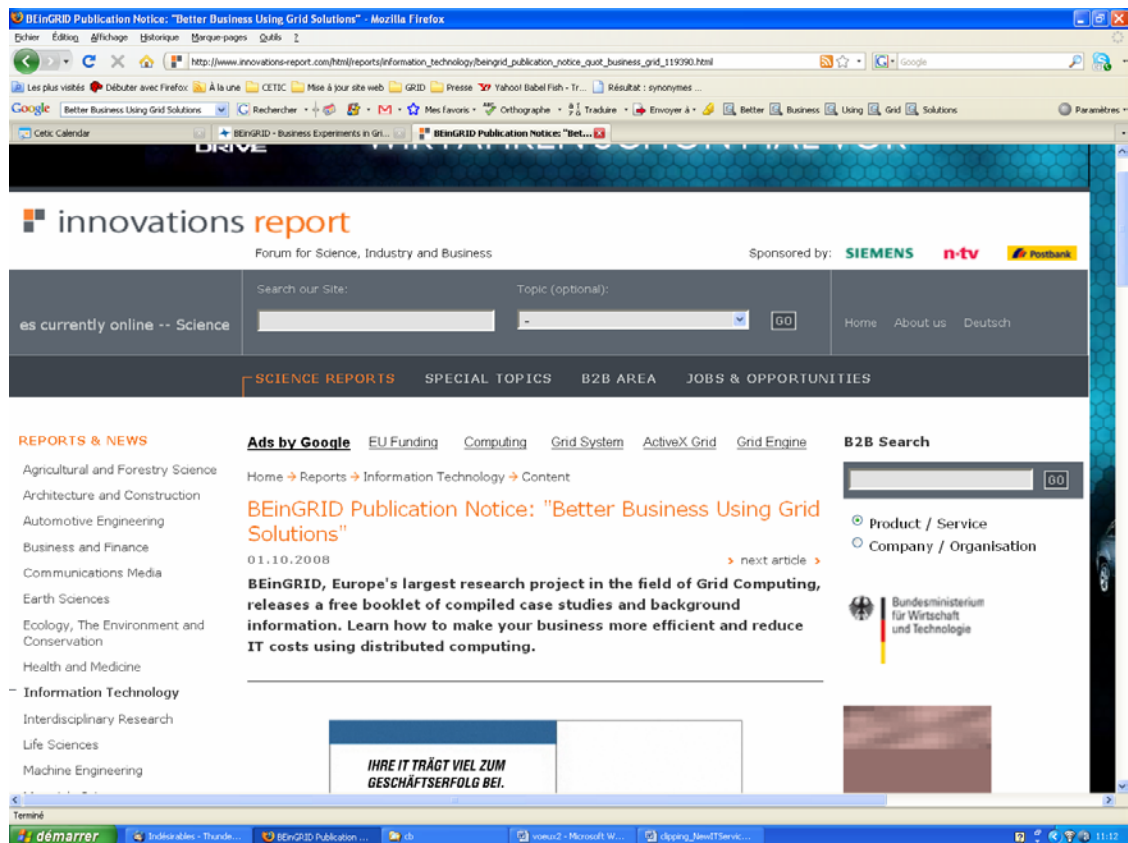 BEinGRID Publication Notice: "Better Business Using Grid Solutions" - Mozilla Firefox
Fichier Édition Affichage Historique Marque-pages Outils ?
http://www.innovations-report.com/html/reports/information_technology/beingrid_publication_notice_quot_business_grid_119390.html
Google
Les plus visités Débuter avec Firefox À la une CETIC Mise à jour site web GRID Presse Yahoo! Babel Fish - Tr... Résultat : synonymes ...
Google Better Business Using Grid Solutions Rechercher Mes favoris Orthographe Traduire Envoyer à Better Business Using Grid Solutions Paramètres
Cetic Calendar BEinGRID - Business Experiments in Gri... BEinGRID Publication Notice: "Bet...
DRIVE WIR FAHREN SCHON MAL VOR
innovations report
Forum for Science, Industry and Business Sponsored by: SIEMENS n-tv Postbank
Search our Site: Topic (optional):
es currently online -- Science - GO Home About us Deutsch
SCIENCE REPORTS SPECIAL TOPICS B2B AREA JOBS & OPPORTUNITIES
REPORTS & NEWS
Agricultural and Forestry Science
Architecture and Construction
Automotive Engineering
Business and Finance
Communications Media
Earth Sciences
Ecology, The Environment and
Conservation
Health and Medicine
Information Technology
Interdisciplinary Research
Life Sciences
Machine Engineering
Ads by Google EU Funding Computing Grid System ActiveX Grid Grid Engine
Home → Reports → Information Technology → Content
BEinGRID Publication Notice: "Better Business Using Grid
Solutions"
01.10.2008 > next article >
BEinGRID, Europe's largest research project in the field of Grid Computing,
releases a free booklet of compiled case studies and background
information. Learn how to make your business more efficient and reduce
IT costs using distributed computing.
IHRE IT TRÄGT VIEL ZUM
GESCHÄFTSERFOLG BEI.
B2B Search
GO
Product / Service
Company / Organisation
Bundesministerium
für Wirtschaft
und Technologie
Terminé
démarrer Indésirables - Thunde... BEinGRID Publication ... cb voeux2 - Microsoft W... clipping_NewITServic... 11:12